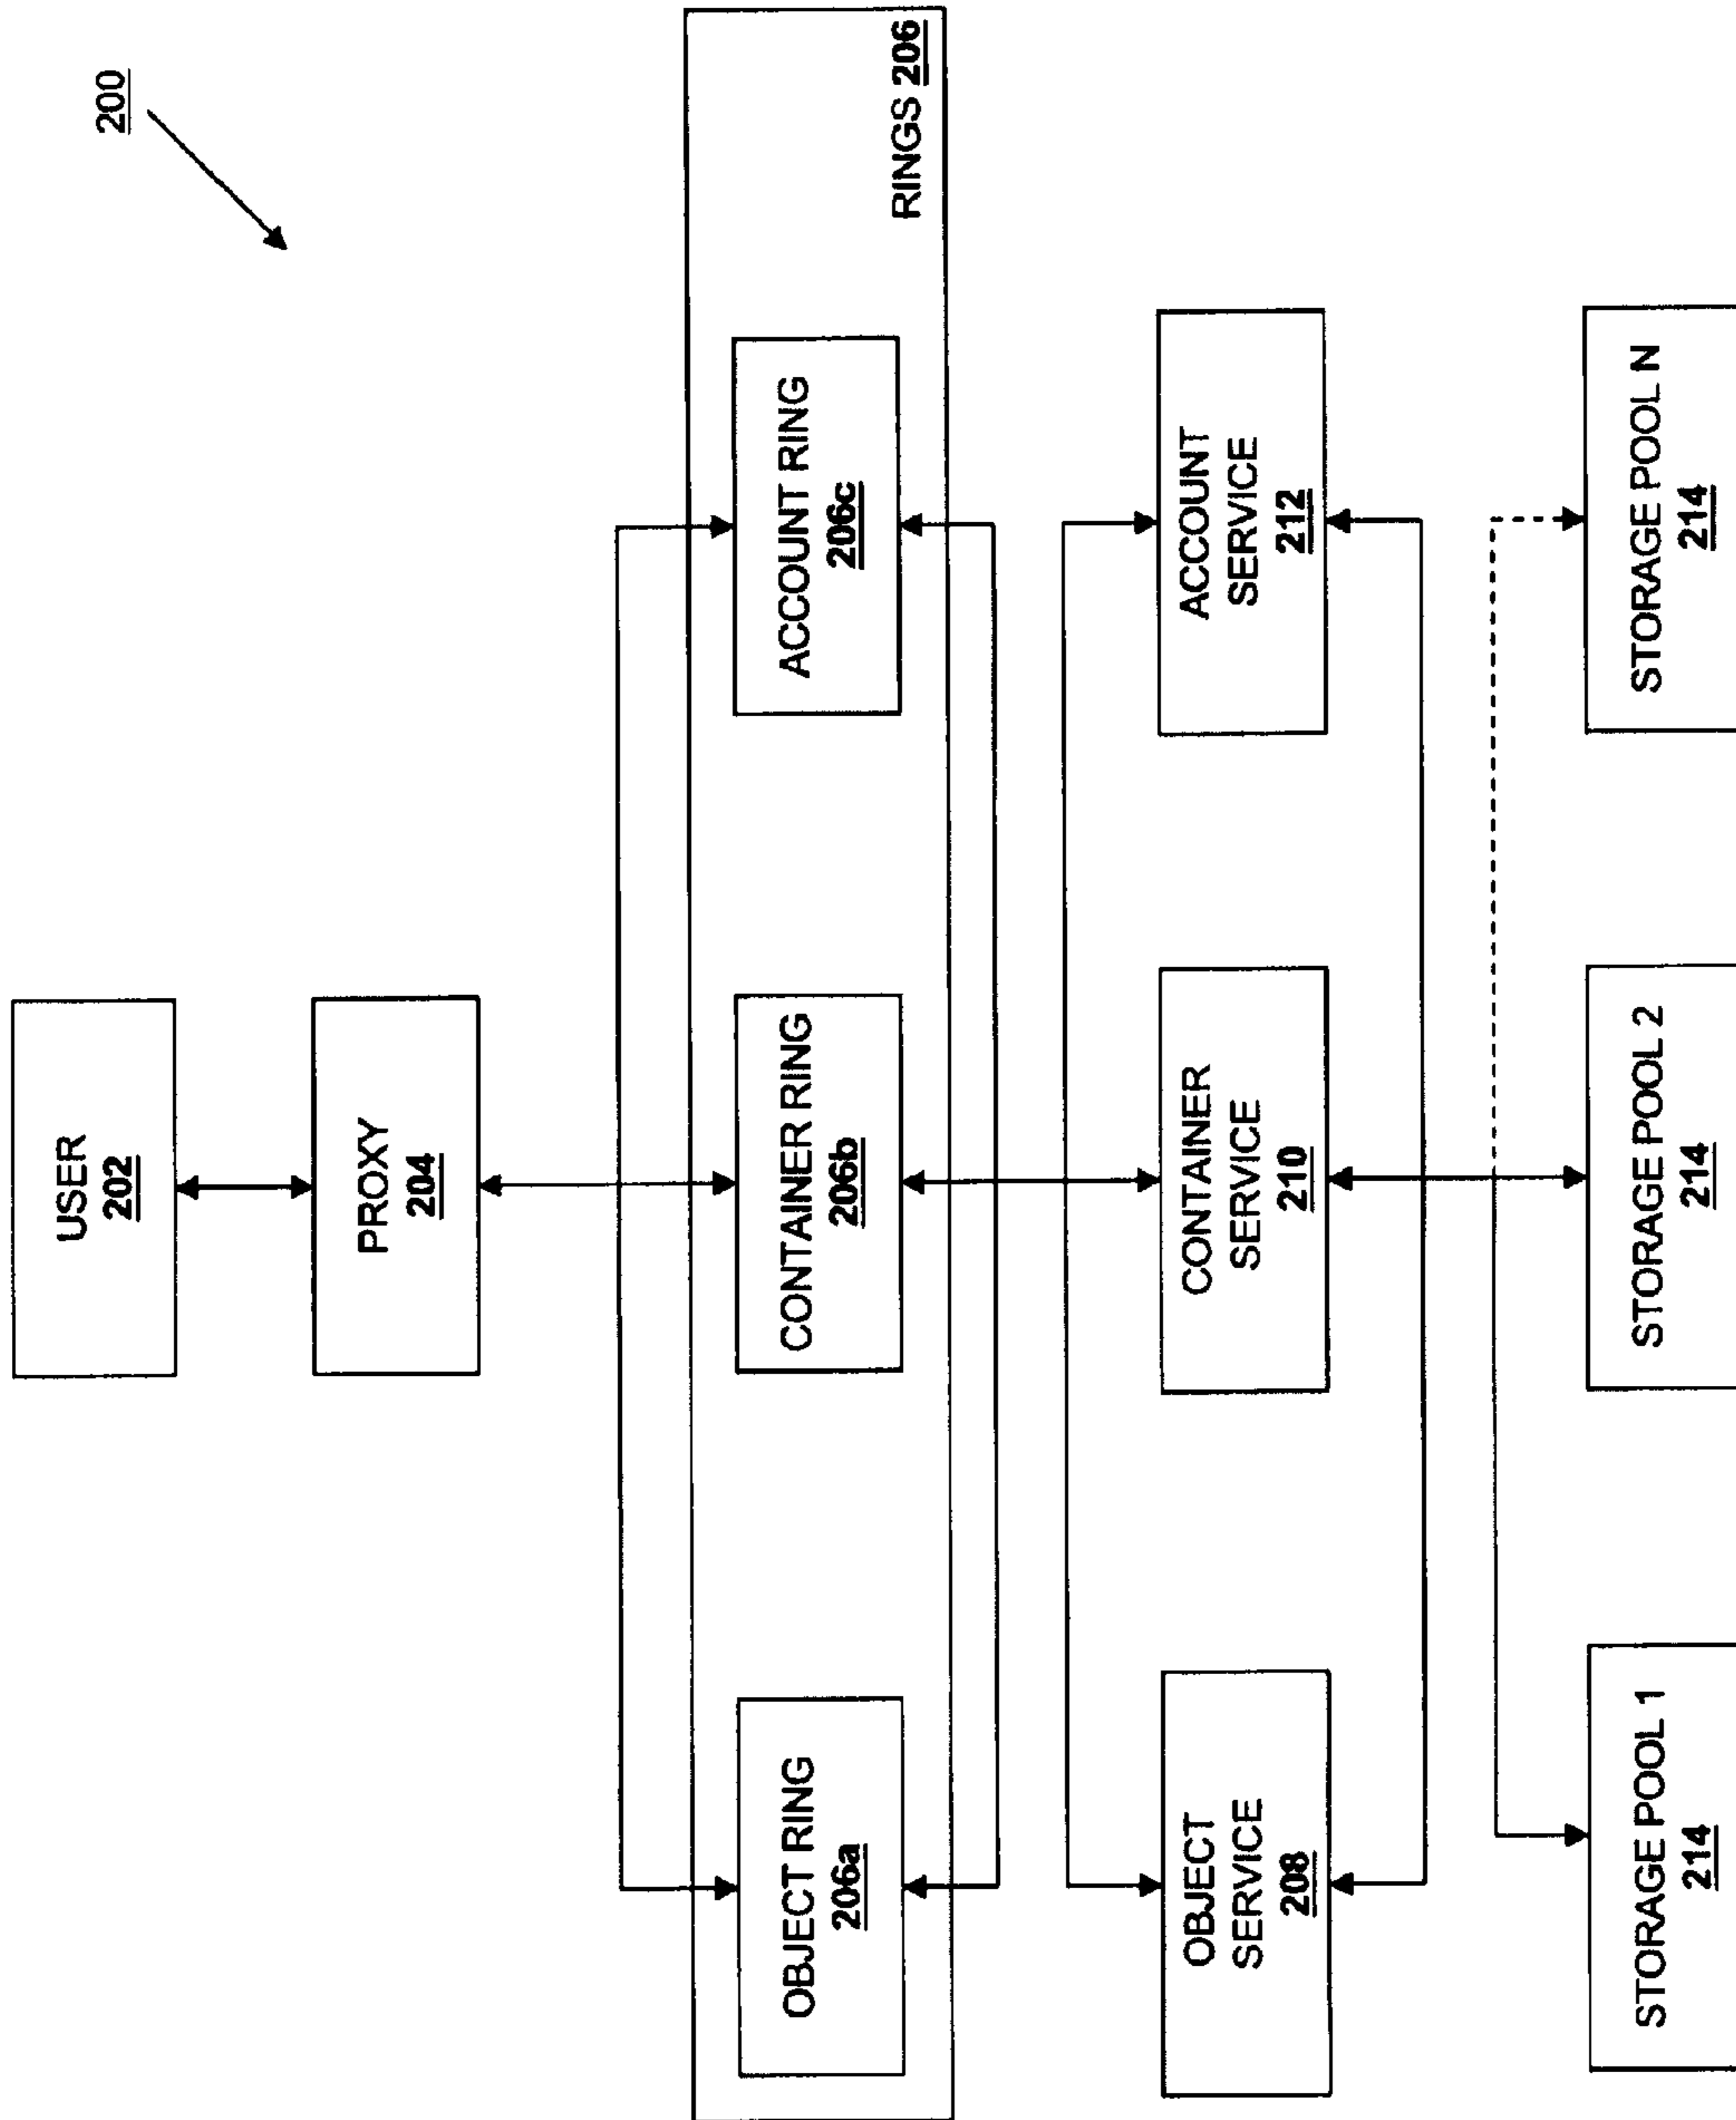 200
USER
202
PROXY
204
RINGS 206
OBJECT RING
206a
CONTAINER RING
206b
ACCOUNT RING
206c
OBJECT
SERVICE
208
CONTAINER
SERVICE
210
ACCOUNT
SERVICE
212
STORAGE POOL 1
214
STORAGE POOL 2
214
STORAGE POOL N
214